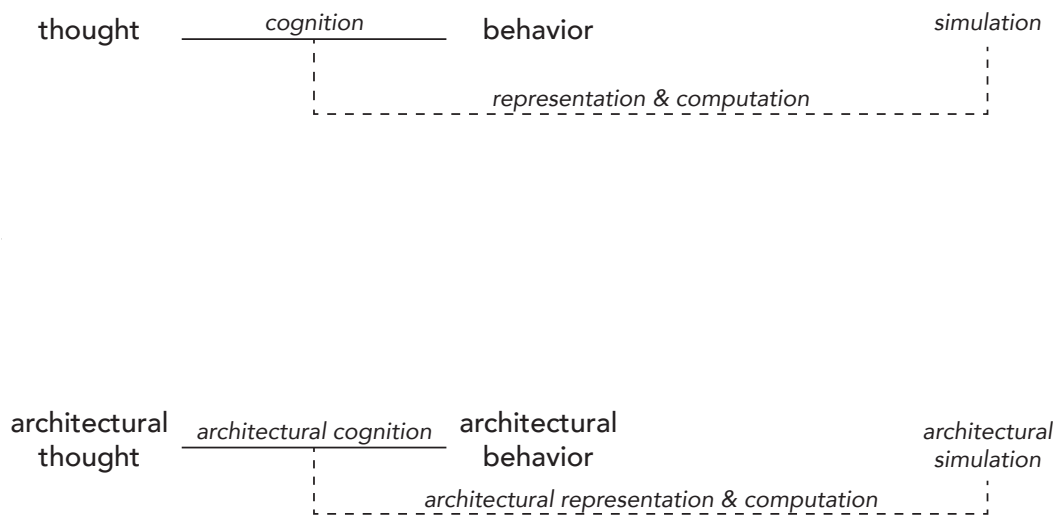 thought cognition behavior simulation
representation & computation
architectural thought architectural cognition architectural behavior architectural simulation
architectural representation & computation